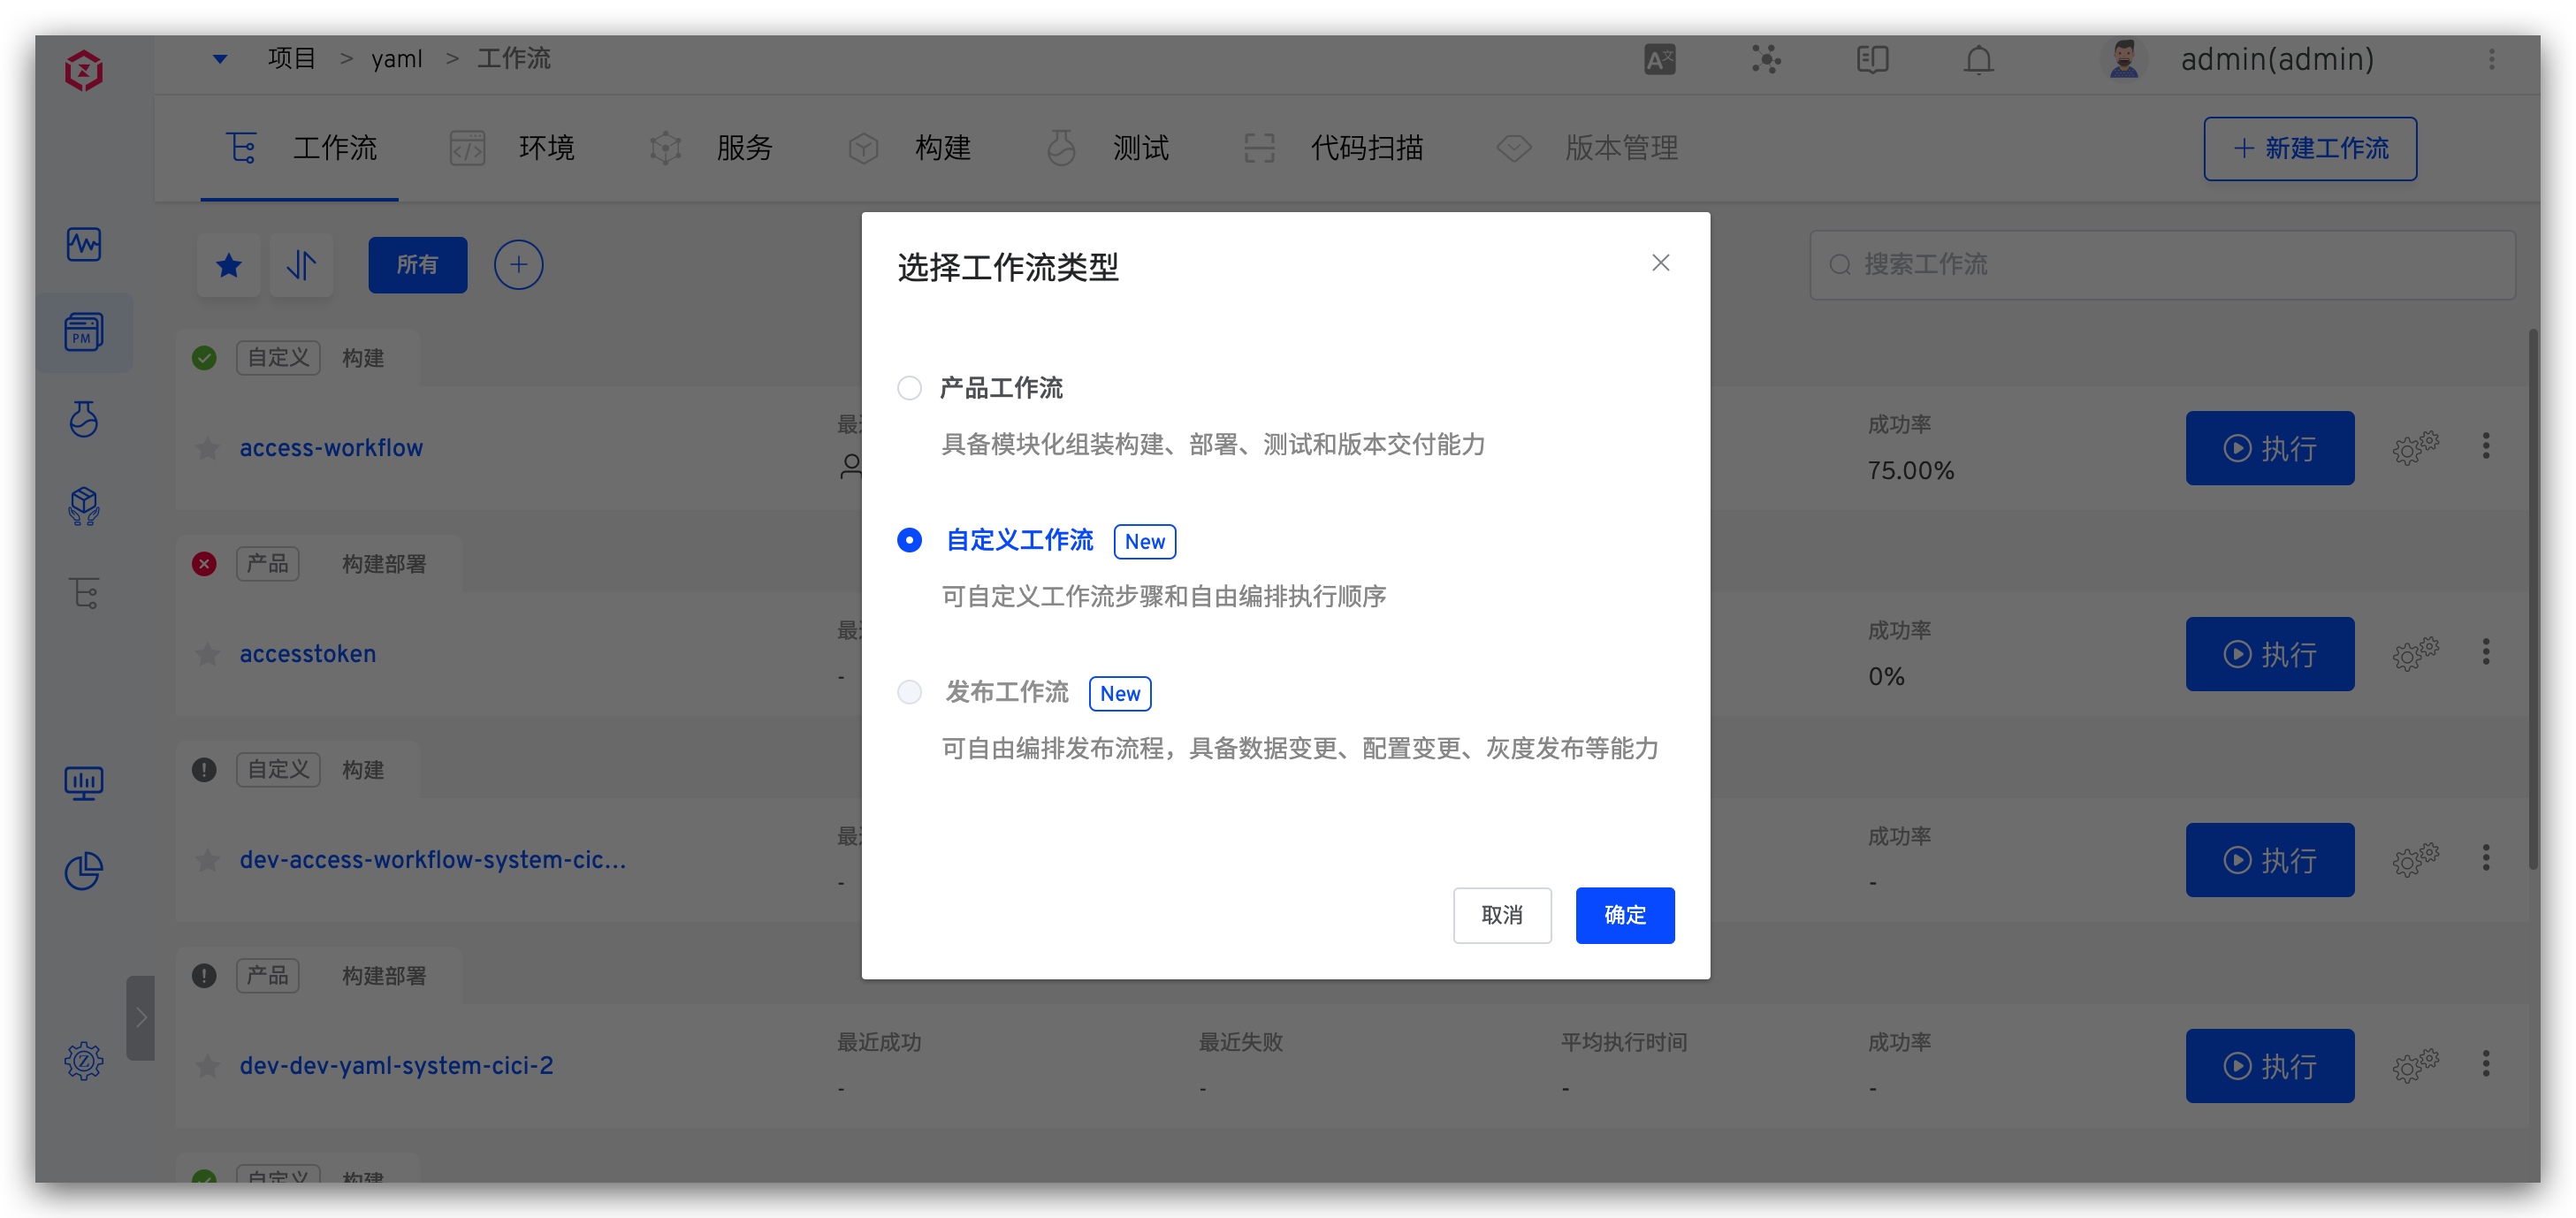 项目 > yaml > 工作流
admin(admin)
工作流 环境 服务 构建 测试 代码扫描 版本管理
+ 新建工作流
所有
搜索工作流
PM
选择工作流类型
产品工作流
具备模块化组装构建、部署、测试和版本交付能力
自定义工作流 New
可自定义工作流步骤和自由编排执行顺序
发布工作流 New
可自由编排发布流程，具备数据变更、配置变更、灰度发布等能力
取消 确定
自定义 构建
access-workflow
最
成功率
75.00%
执行
产品 构建部署
accesstoken
最
-
成功率
0%
执行
自定义 构建
dev-access-workflow-system-cic...
最
-
成功率
-
执行
产品 构建部署
dev-dev-yaml-system-cici-2
最近成功 最近失败 平均执行时间 成功率
- - - -
执行
自定义 构建